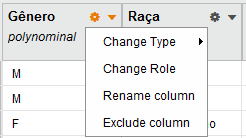 Gênero Raça
polynominal
Change Type
M
Change Role
M
Rename column
F
Exclude column
o